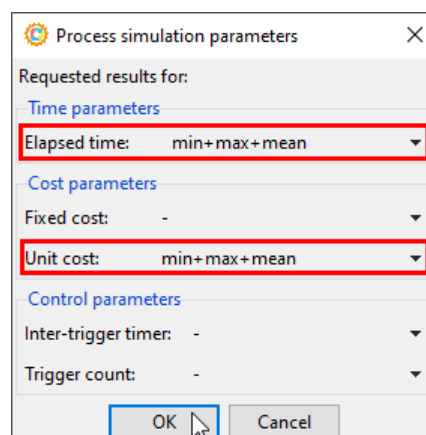 Process simulation parameters
Requested results for:
Time parameters
Elapsed time: min+max+mean
Cost parameters
Fixed cost: -
Unit cost: min+max+mean
Control parameters
Inter-trigger timer: -
Trigger count: -
OK Cancel